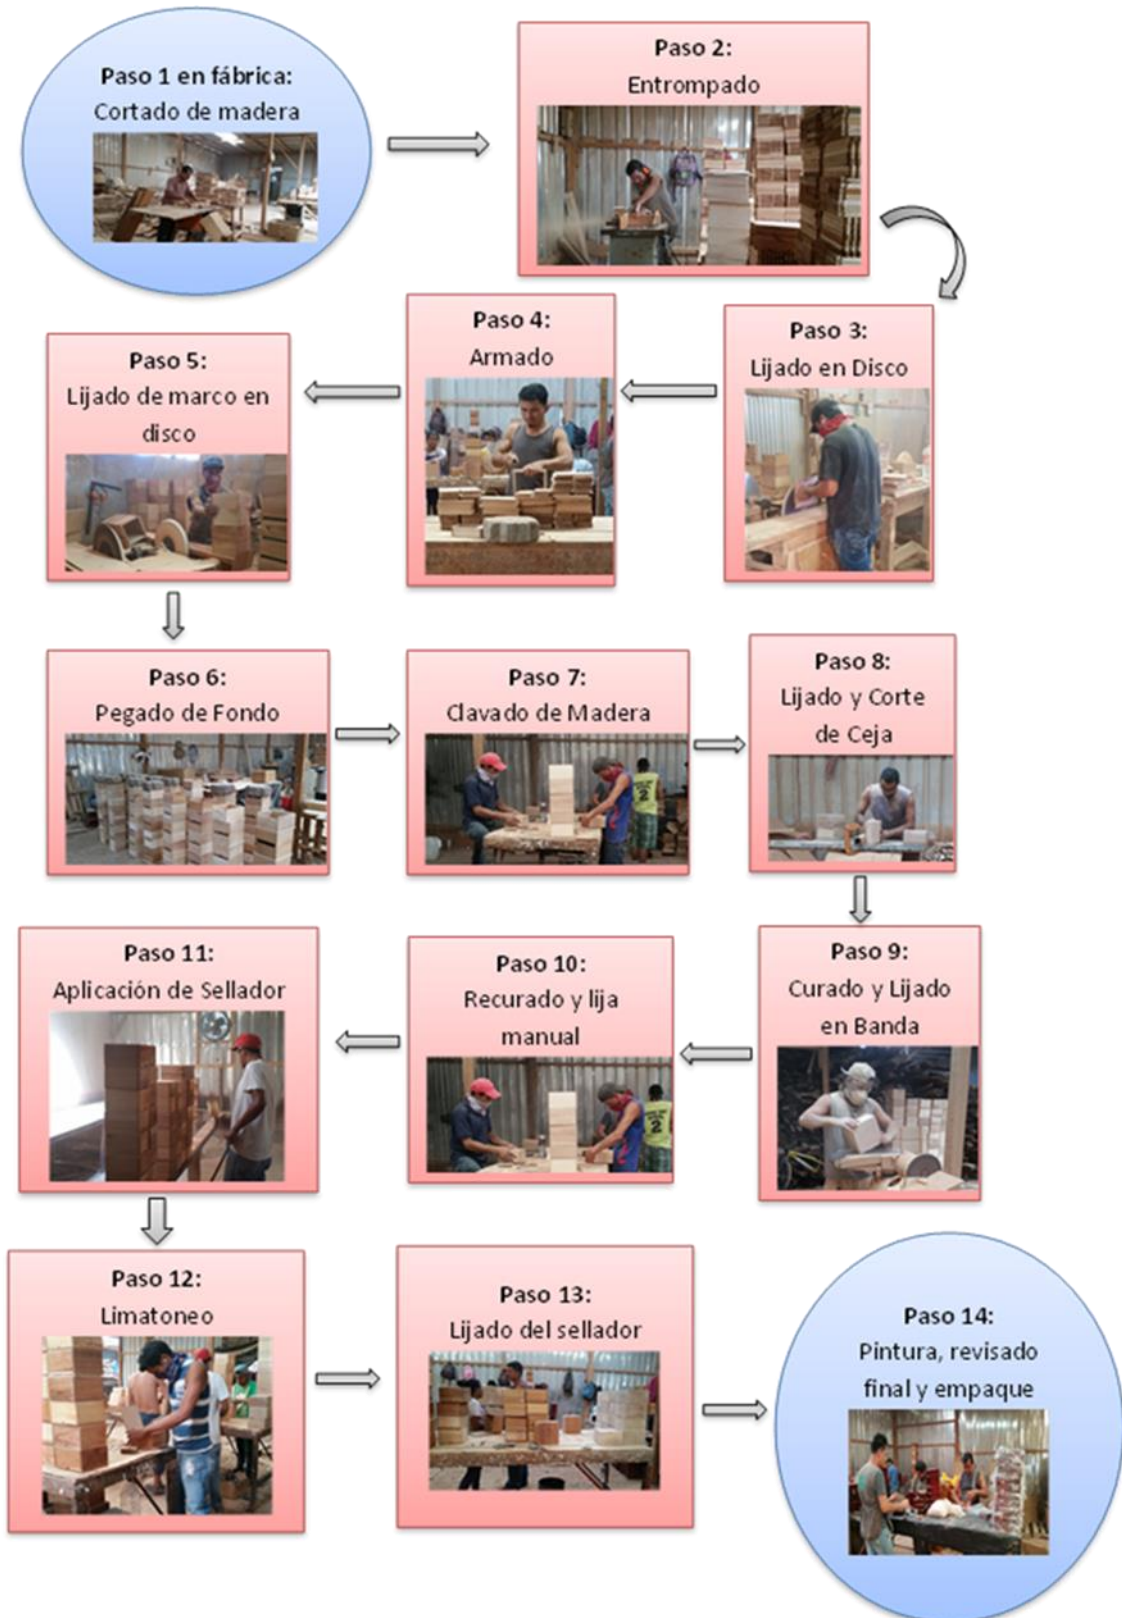 Paso 1 en fábrica:
Cortado de madera
Paso 2:
Entrompado
Paso 3:
Lijado en Disco
Paso 4:
Armado
Paso 5:
Lijado de marco en
disco
Paso 6:
Pegado de Fondo
Paso 7:
Clavado de Madera
Paso 8:
Lijado y Corte
de Ceja
Paso 9:
Curado y Lijado
en Banda
Paso 10:
Recurado y lija
manual
Paso 11:
Aplicación de Sellador
Paso 12:
Limatoneo
Paso 13:
Lijado del sellador
Paso 14:
Pintura, revisado
final y empaque